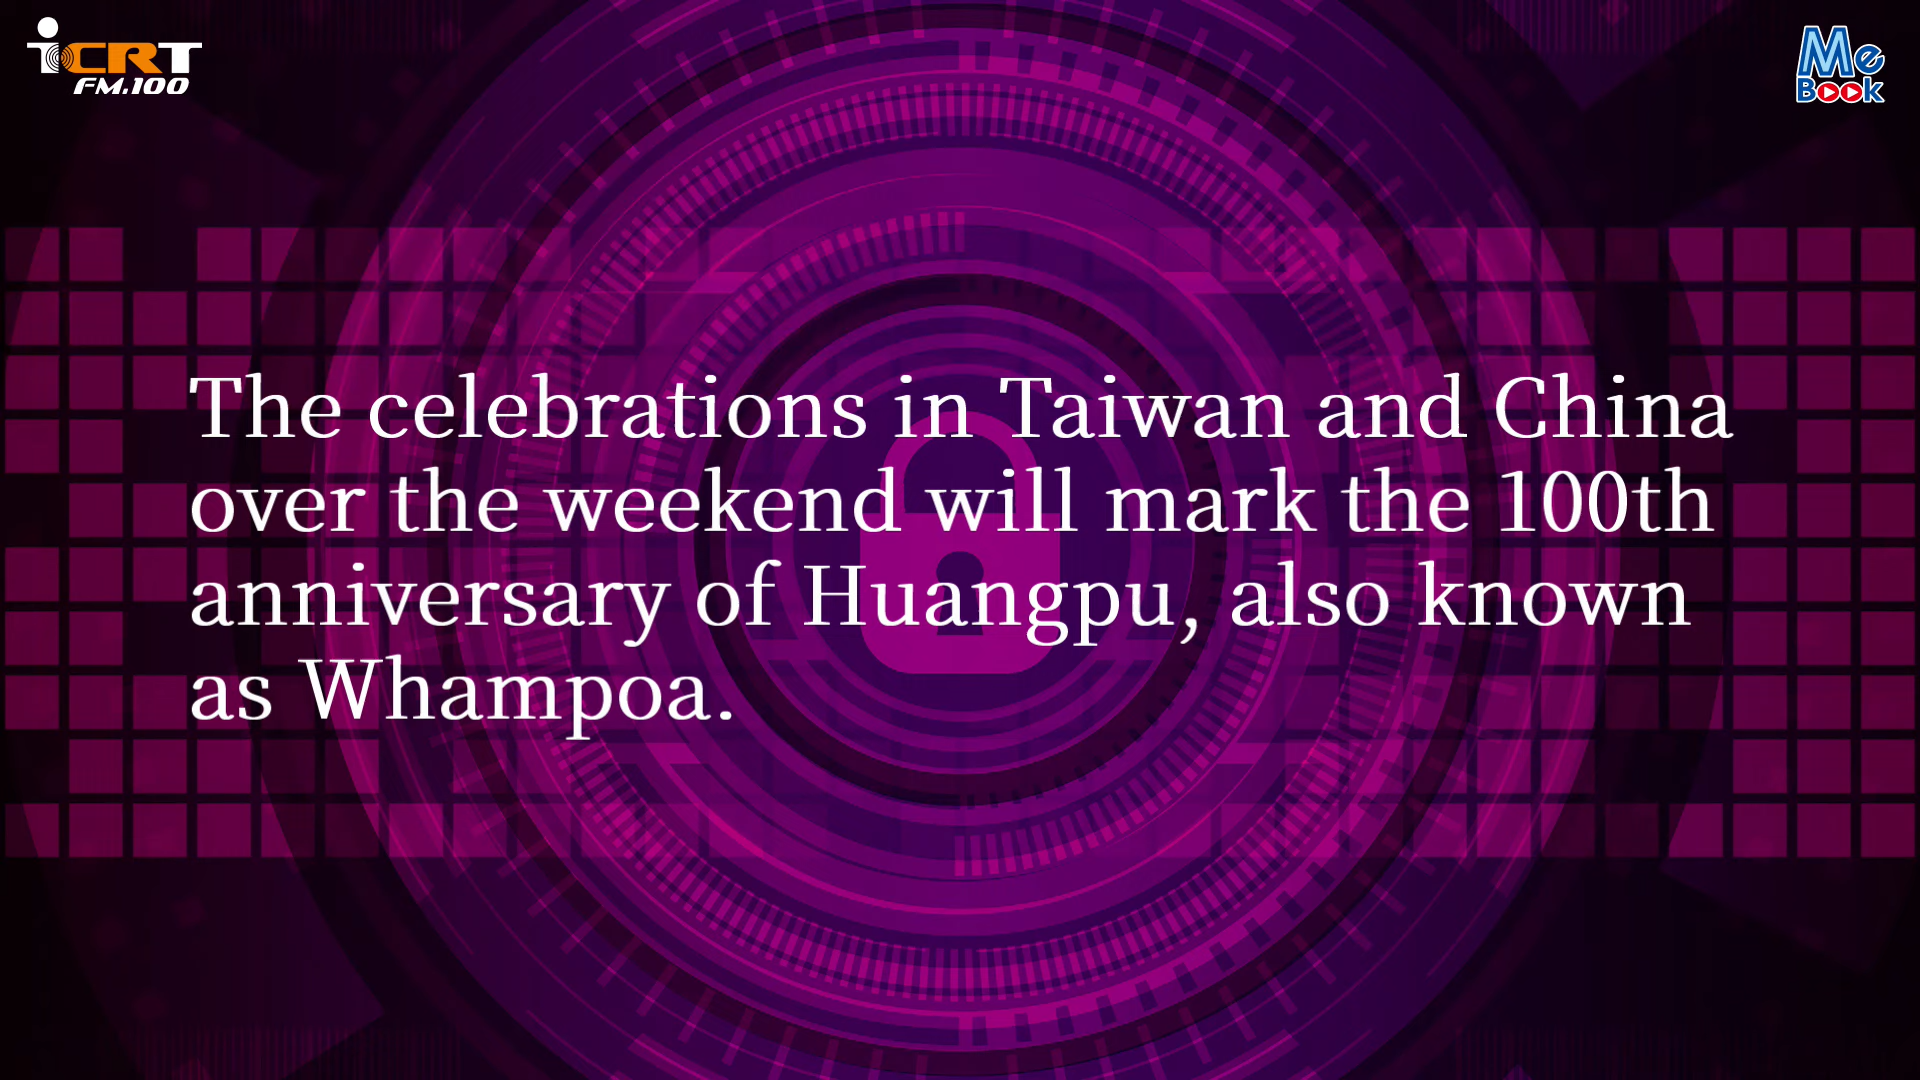 iCRT
FM.100
Me
Book
The celebrations in Taiwan and China
over the weekend will mark the 100th
anniversary of Huangpu, also known
as Whampoa.